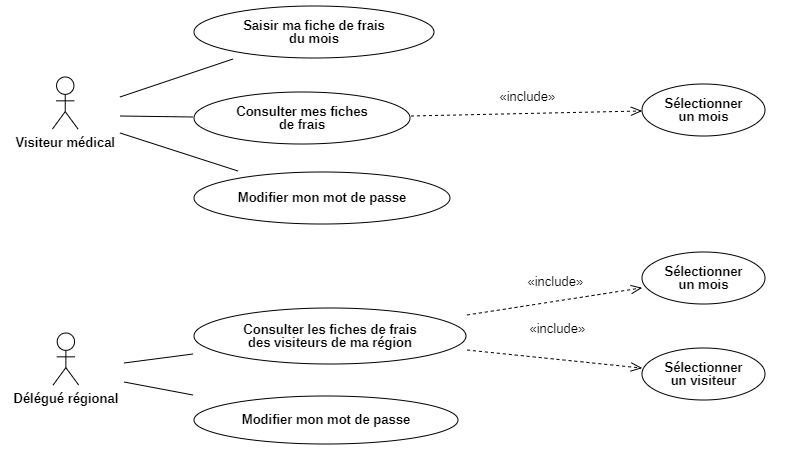 Saisir ma fiche de frais
du mois
Visiteur médical
Consulter mes fiches
de frais
«include»
Sélectionner
un mois
Modifier mon mot de passe
«include»
Sélectionner
un mois
Consulter les fiches de frais
des visiteurs de ma région
«include»
Sélectionner
un visiteur
Délégué régional
Modifier mon mot de passe